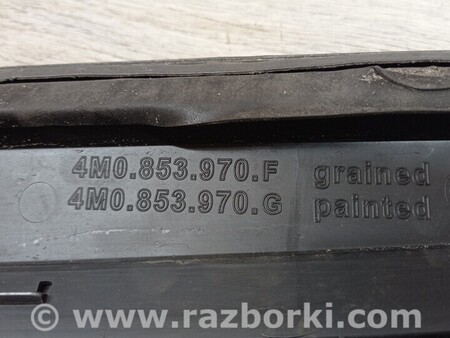 4M0.853.970.F grained
4M0.853.970.G painted
www.razborki.com